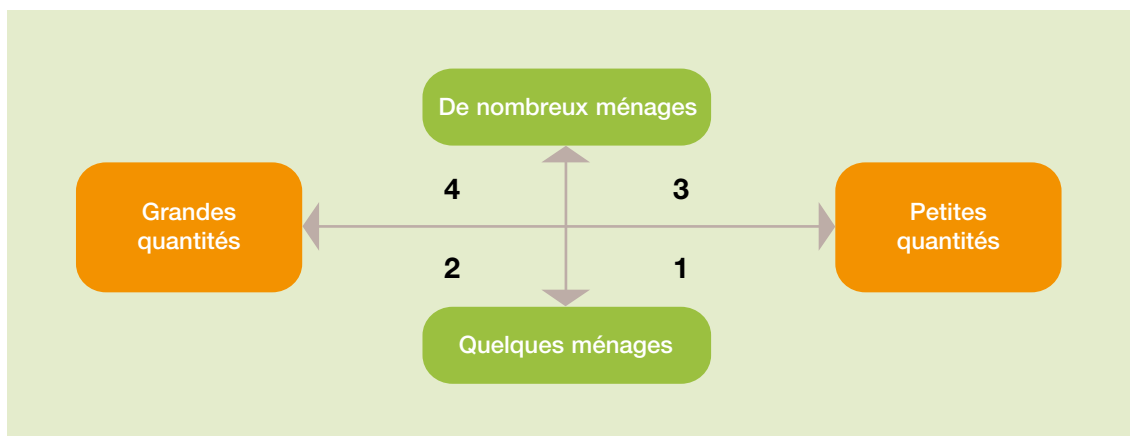 De nombreux ménages
4
3
Grandes
quantités
Petites
quantités
2
1
Quelques ménages